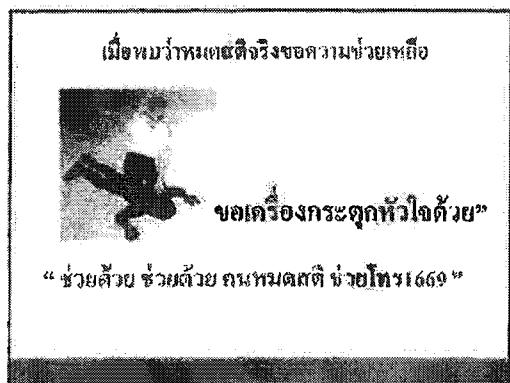 เมื่อพบว่าหมดสติจริงขอความช่วยเหลือ
ขอเครื่องกระตุกหัวใจด้วย”
“ ช่วยด้วย ช่วยด้วย คนหมดสติ ช่วยโทร1669 ”